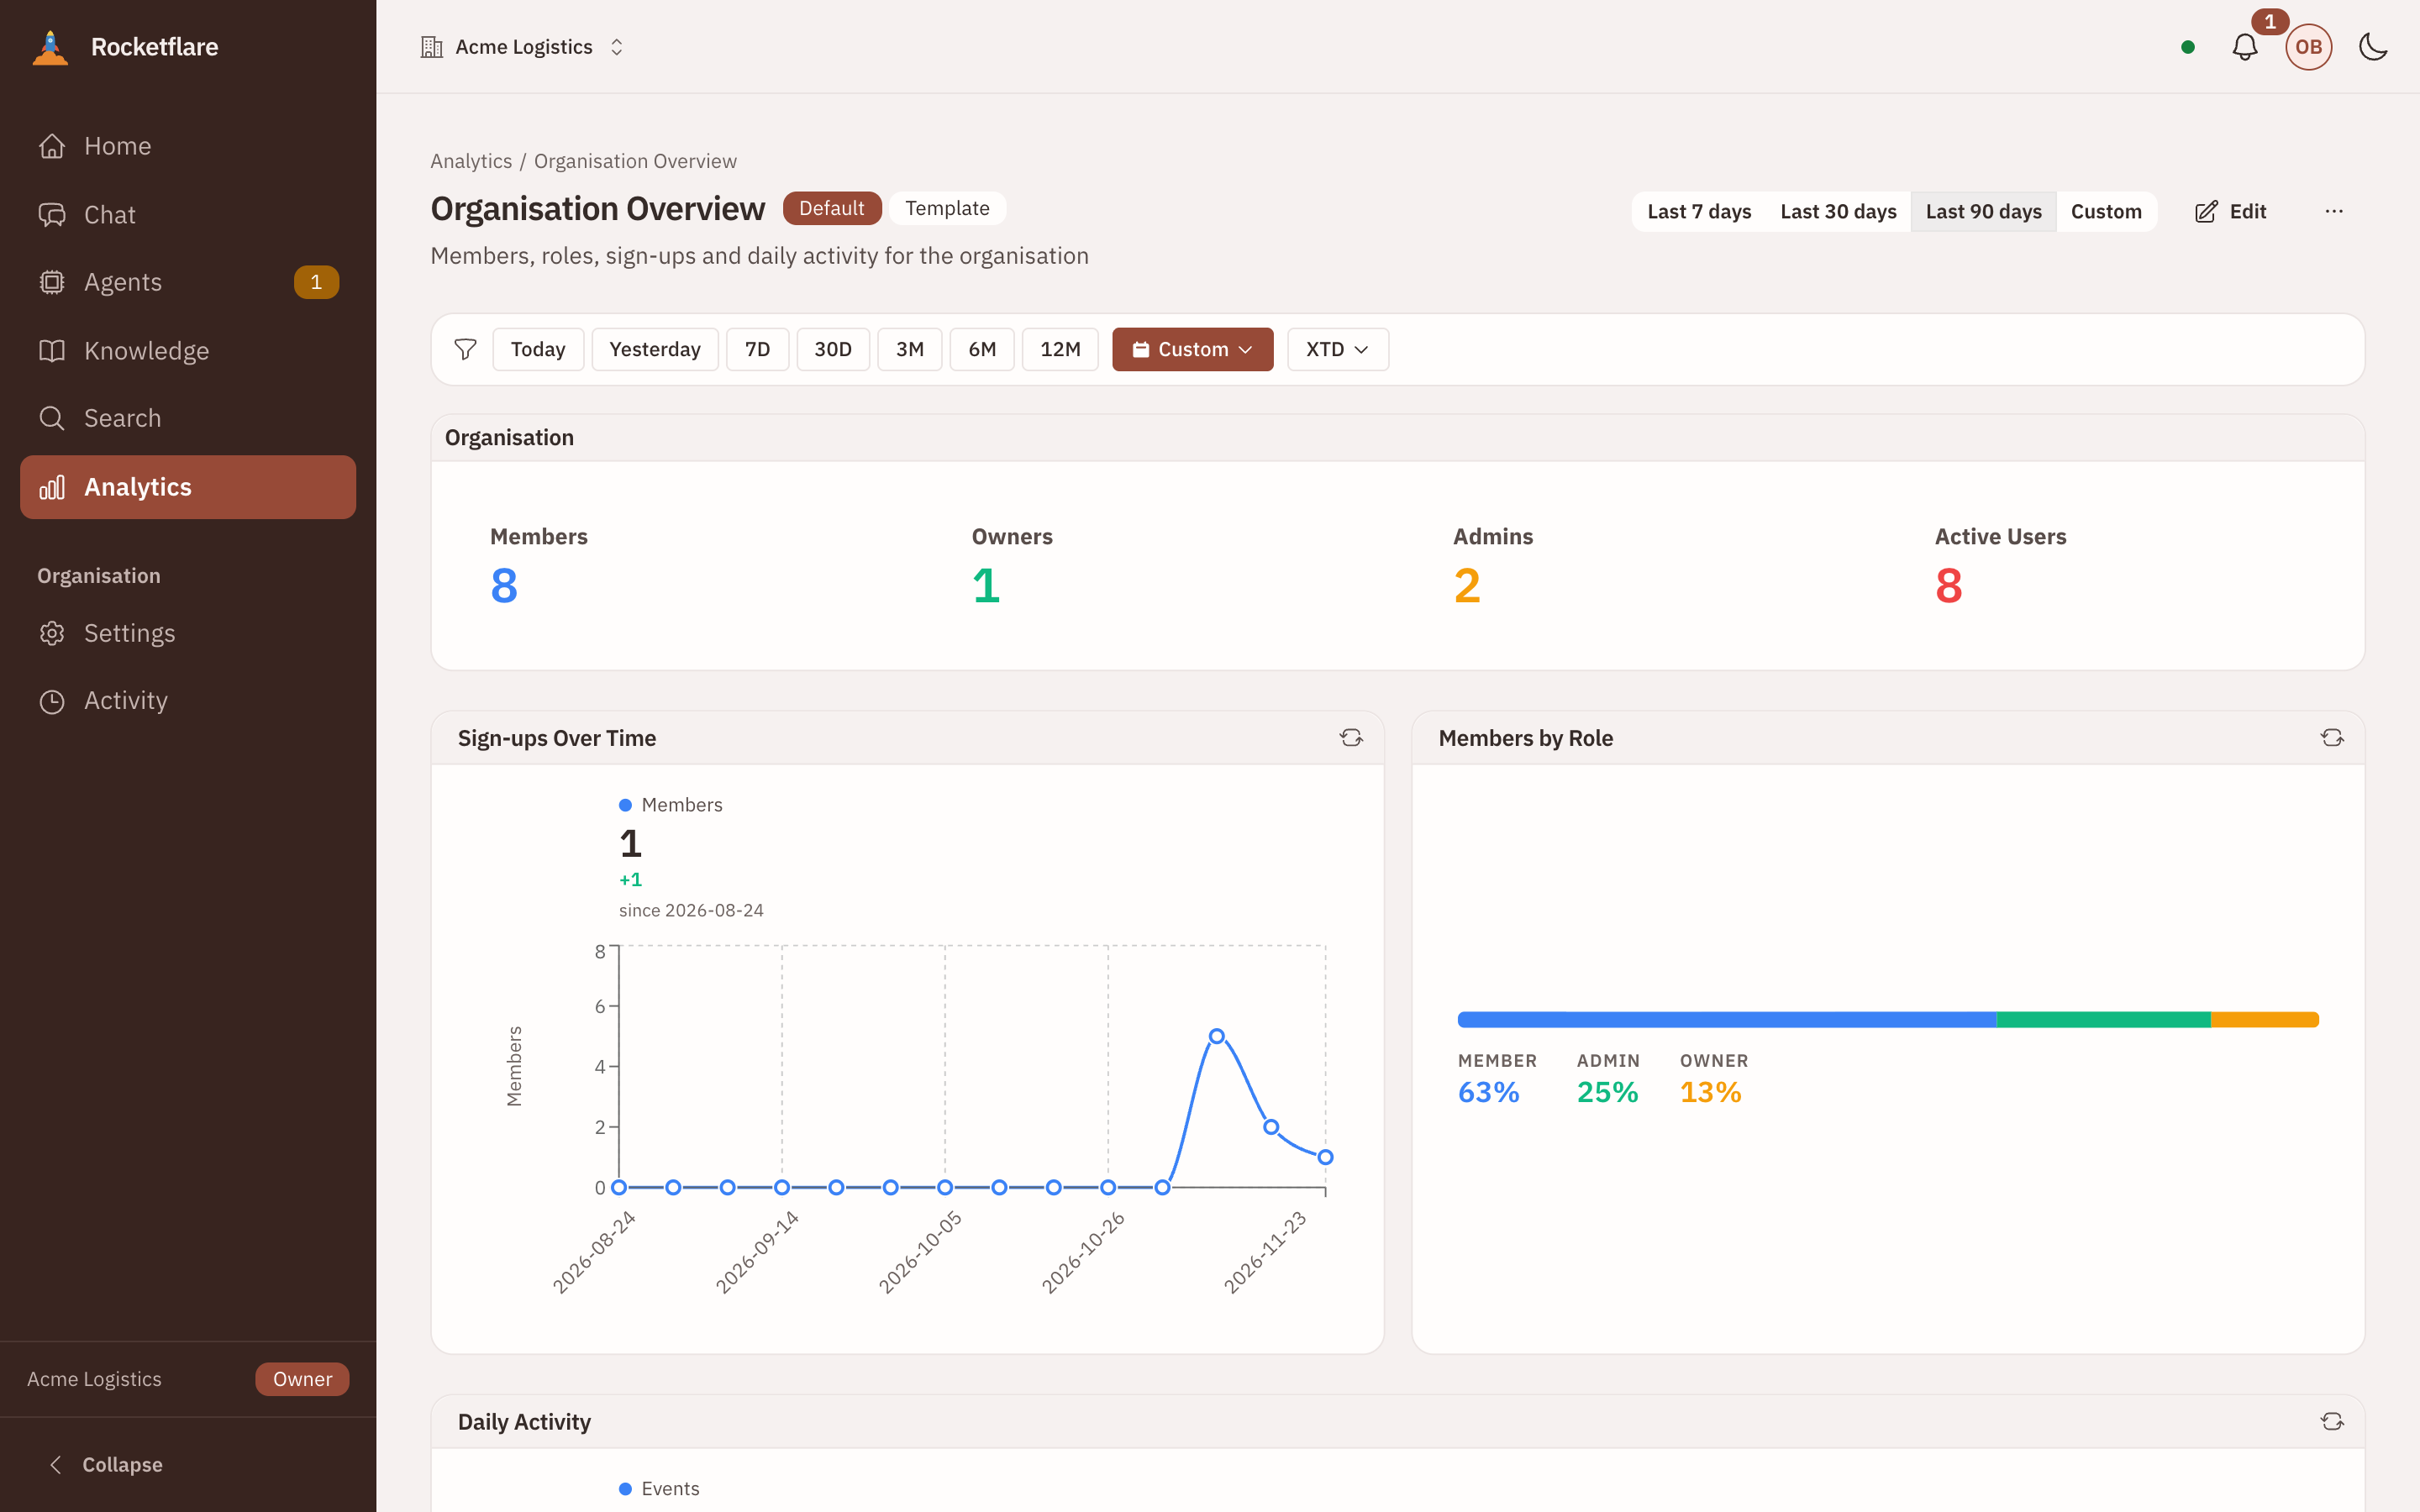 Rocketflare
Acme Logistics
1
OB
Home
Chat
Agents 1
Knowledge
Search
Analytics
Organisation
Settings
Activity
Acme Logistics Owner
Collapse
Analytics / Organisation Overview
Organisation Overview Default Template
Members, roles, sign-ups and daily activity for the organisation
Last 7 days Last 30 days Last 90 days Custom Edit
Today Yesterday 7D 30D 3M 6M 12M Custom XTD
Organisation
Members Owners Admins Active Users
8 1 2 8
Sign-ups Over Time
Members
1
+1
since 2026-08-24
8
6
4
2
0
Members
2026-08-24 2026-09-14 2026-10-05 2026-10-26 2026-11-23
Members by Role
MEMBER ADMIN OWNER
63% 25% 13%
Daily Activity
Events